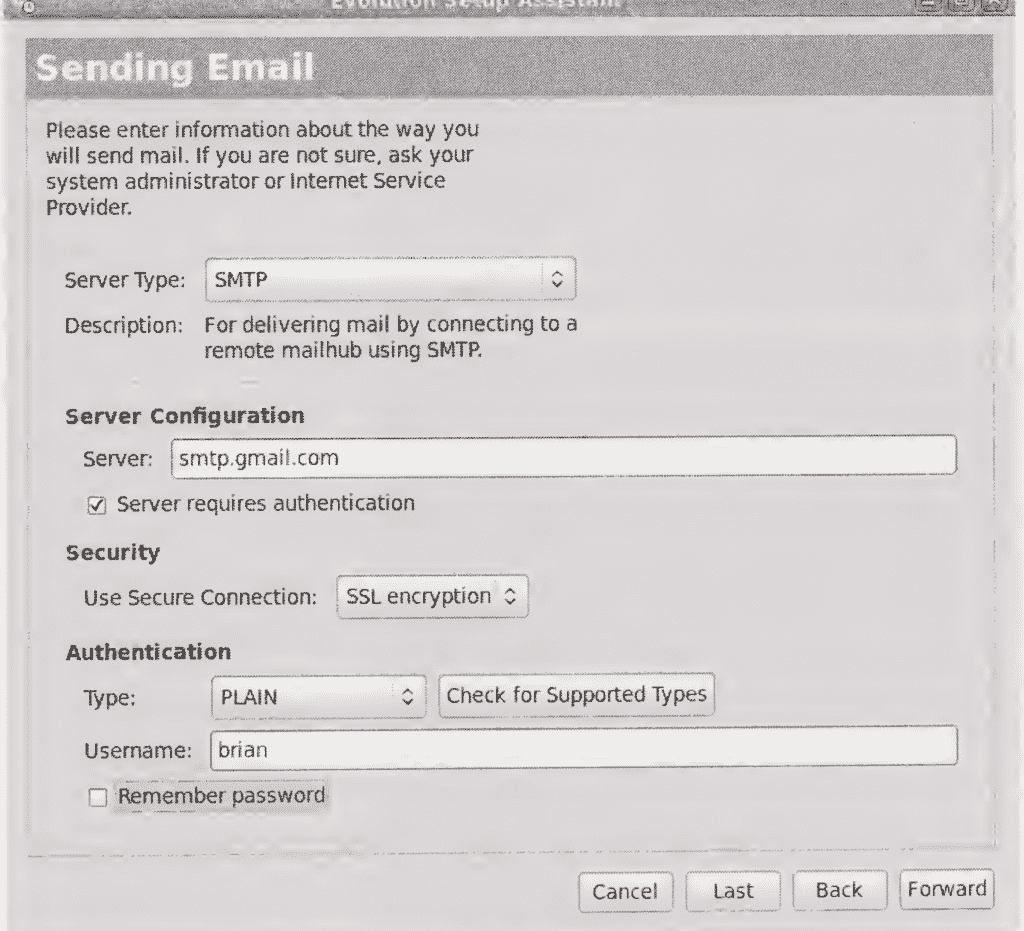 Evolution Setup Assistant
Sending Email
Please enter information about the way you
will send mail. If you are not sure, ask your
system administrator or Internet Service
Provider.
Server Type: SMTP
Description: For delivering mail by connecting to a
remote mailhub using SMTP.
Server Configuration
Server: smtp.gmail.com
Server requires authentication
Security
Use Secure Connection: SSL encryption
Authentication
Type: PLAIN Check for Supported Types
Username: brian
Remember password
Cancel Last Back Forward